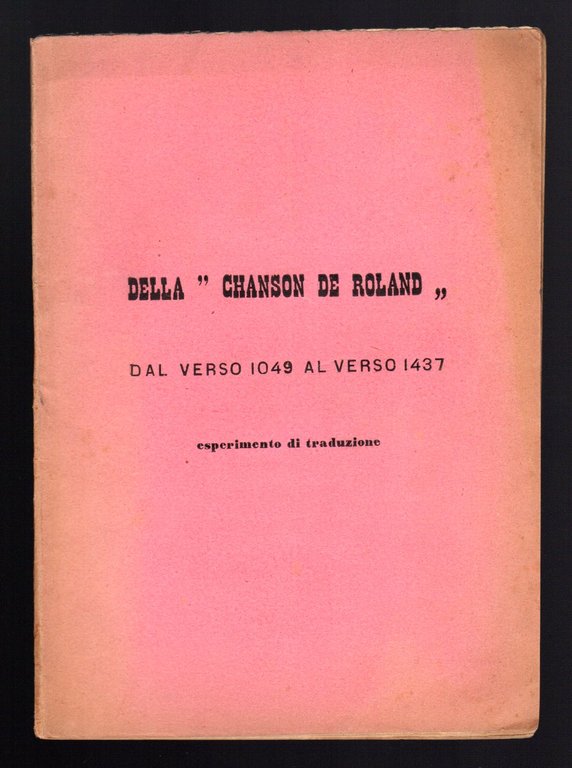 DELLA " CHANSON DE ROLAND „
DAL VERSO 1049 AL VERSO 1437
esperimento di traduzione